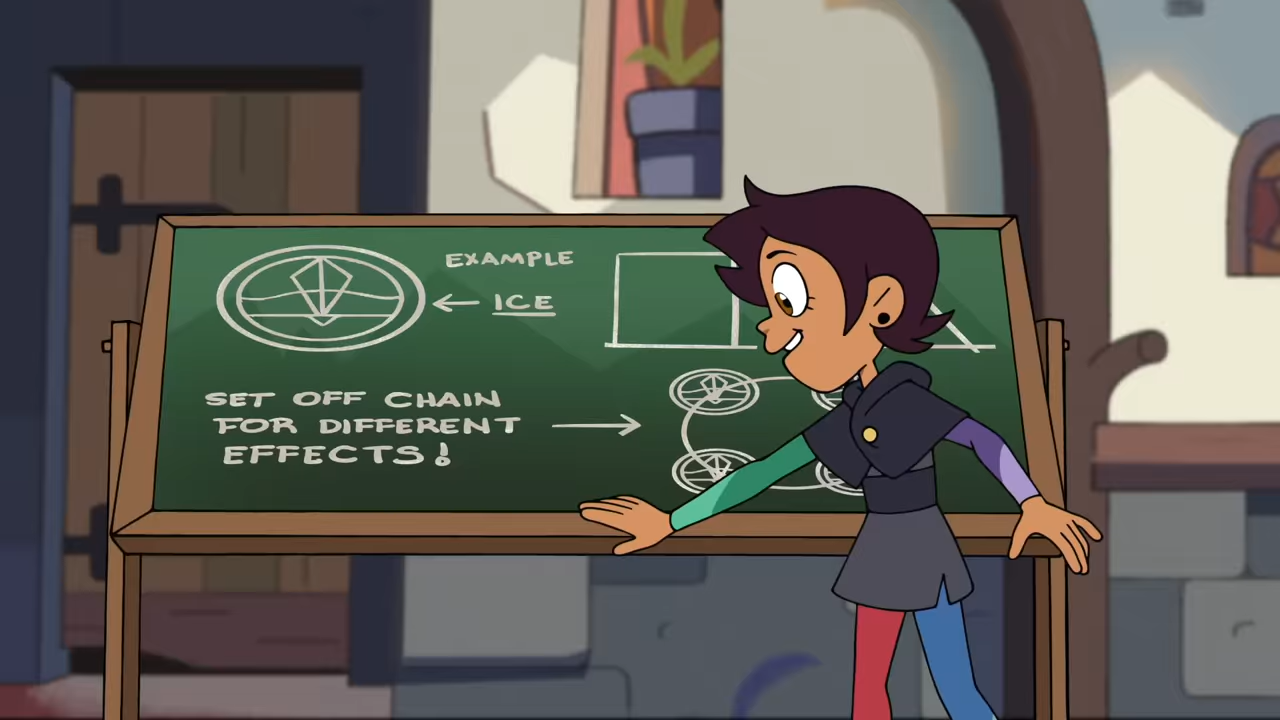 EXAMPLE
ICE
SET OFF CHAIN
FOR DIFFERENT
EFFECTS!